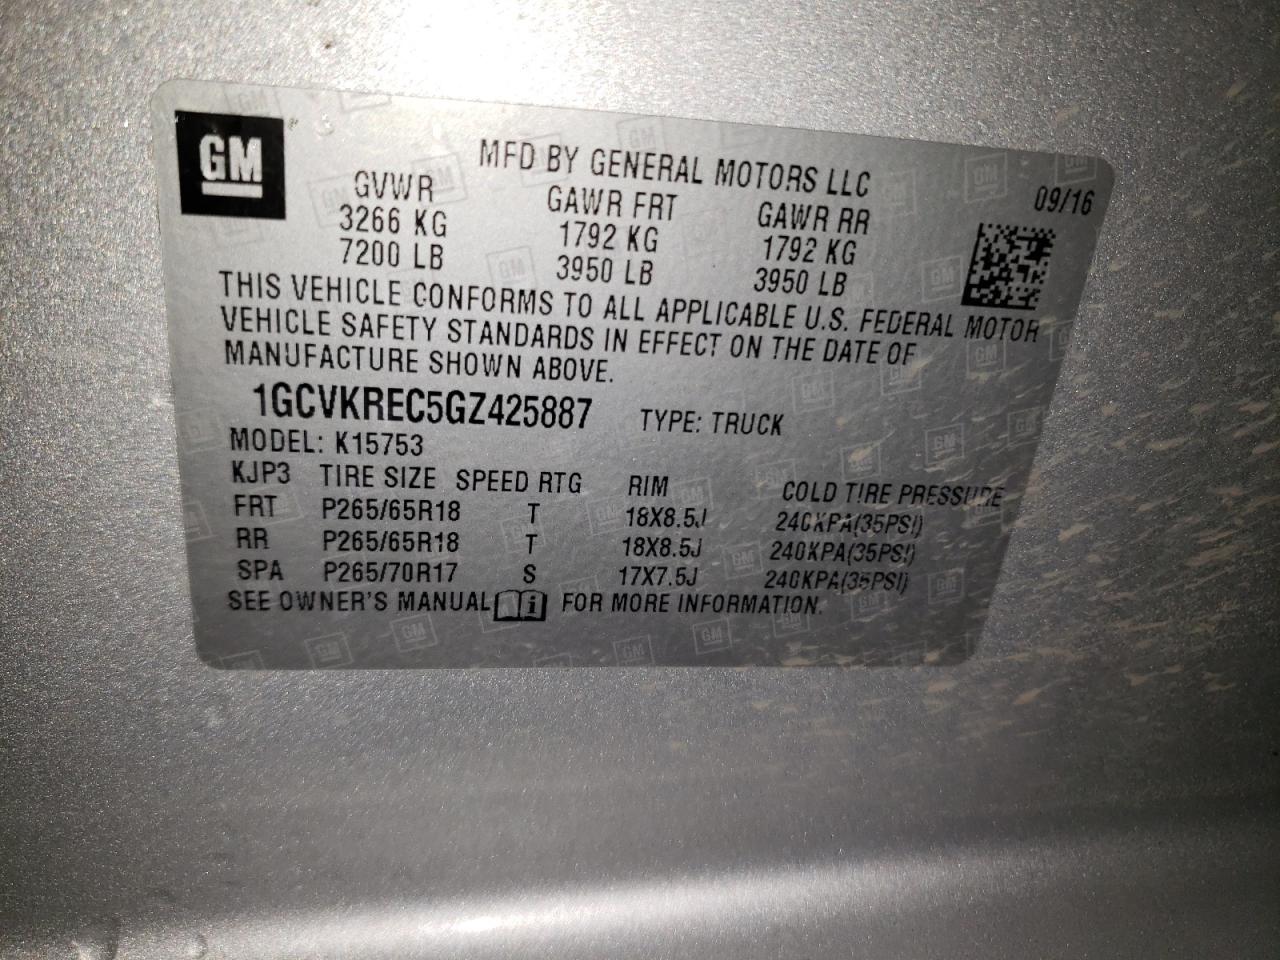 GM
MFD BY GENERAL MOTORS LLC
09/16
GVWR GAWR FRT GAWR RR
3266 KG 1792 KG 1792 KG
7200 LB 3950 LB 3950 LB
THIS VEHICLE CONFORMS TO ALL APPLICABLE U.S. FEDERAL MOTOR
VEHICLE SAFETY STANDARDS IN EFFECT ON THE DATE OF
MANUFACTURE SHOWN ABOVE.
1GCVKREC5GZ425887 TYPE: TRUCK
MODEL: K15753
KJP3 TIRE SIZE SPEED RTG RIM COLD TIRE PRESSURE
FRT P265/65R18 T 18X8.5J 240KPA(35PSI)
RR P265/65R18 T 18X8.5J 240KPA(35PSI)
SPA P265/70R17 S 17X7.5J 240KPA(35PSI)
SEE OWNER'S MANUAL i FOR MORE INFORMATION.